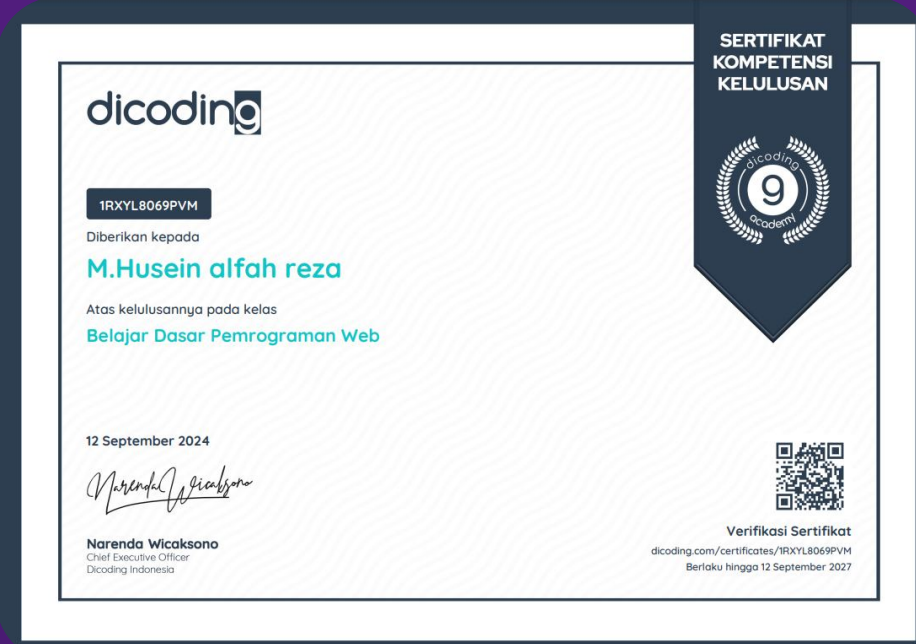 SERTIFIKAT
KOMPETENSI
KELULUSAN
dicoding
dicoding
9
academy
1RXYL8069PVM
Diberikan kepada
M.Husein alfah reza
Atas kelulusannya pada kelas
Belajar Dasar Pemrograman Web
12 September 2024
Narenda Wicaksono
Narenda Wicaksono
Chief Executive Officer
Dicoding Indonesia
Verifikasi Sertifikat
dicoding.com/certificates/1RXYL8069PVM
Berlaku hingga 12 September 2027